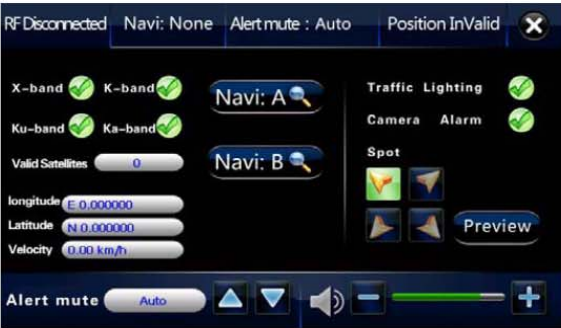 RF Disconnected Navi: None Alert mute : Auto Position InValid
X-band K-band
Ku-band Ka-band
Valid Satellites 0
longitude E 0.000000
Latitude N 0.000000
Velocity 0.00 km/h
Navi: A
Navi: B
Traffic Lighting
Camera Alarm
Spot
Preview
Alert mute Auto